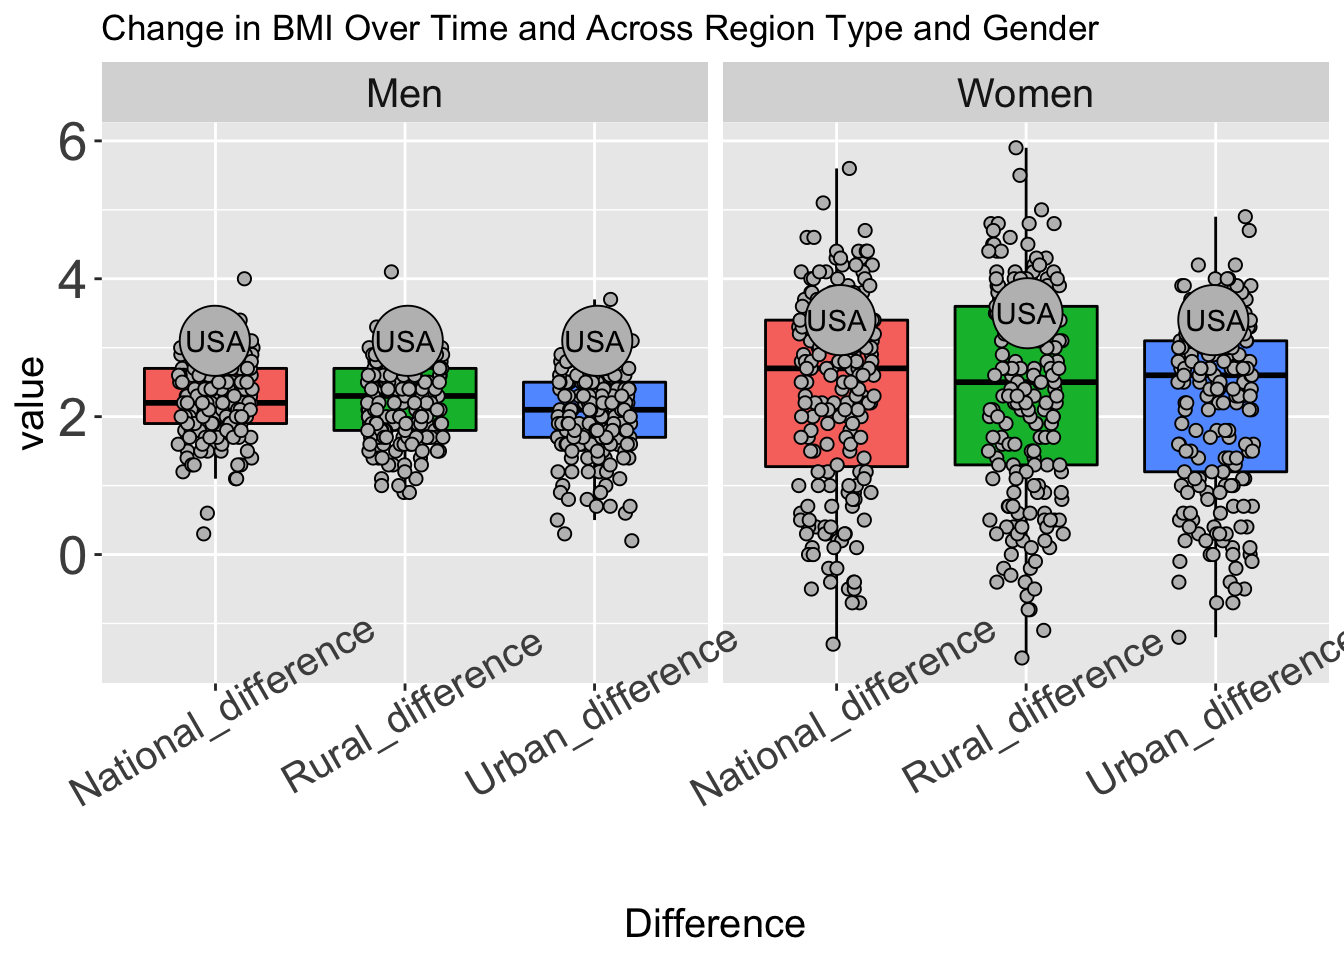 Change in BMI Over Time and Across Region Type and Gender
Men
Women
6
4
2
0
value
USA
USA
USA
USA
USA
USA
National_difference
Rural_difference
Urban_difference
National_difference
Rural_difference
Urban_difference
Difference